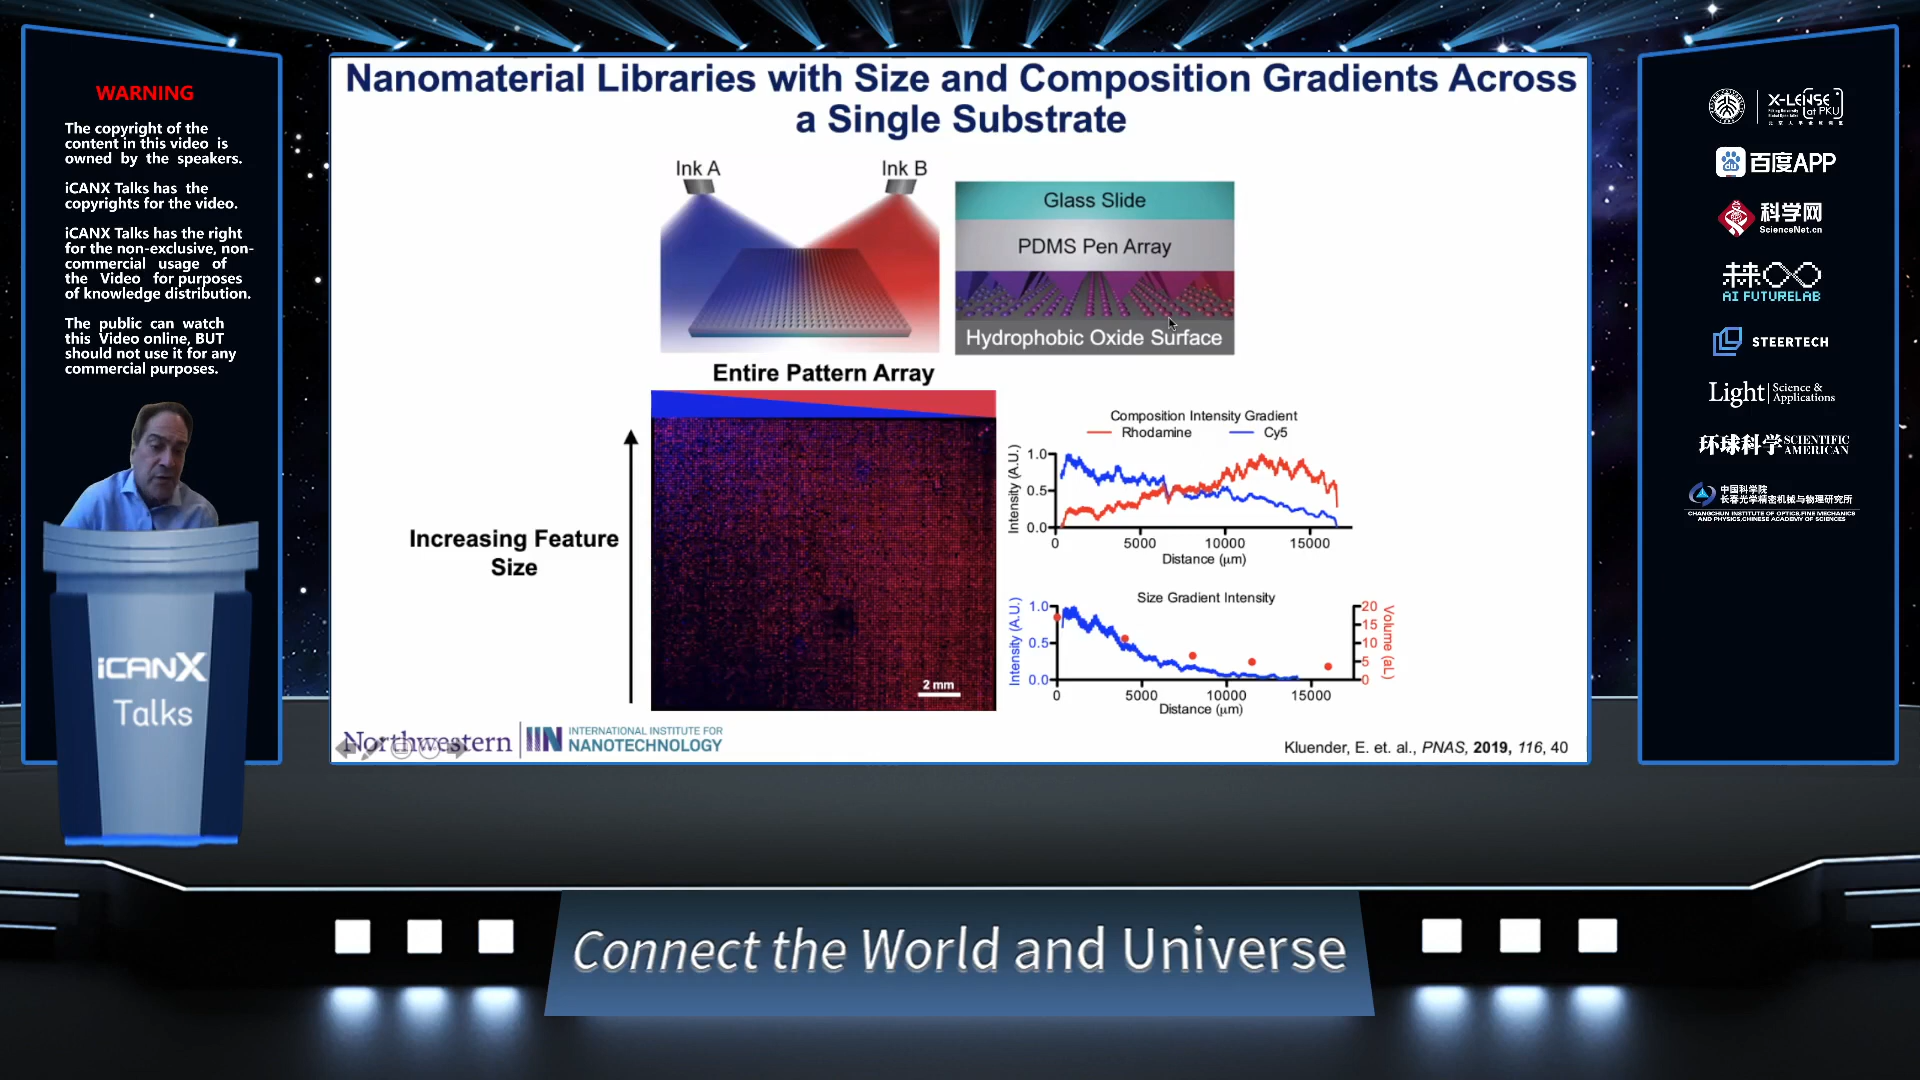 WARNING
The copyright of the
content in this video is
owned by the speakers.
iCANX Talks has the
copyrights for the video.
iCANX Talks has the right
for the non-exclusive, non-
commercial usage of
the Video for purposes
of knowledge distribution.
The public can watch
this Video online, BUT
should not use it for any
commercial purposes.
iCANX
Talks
Nanomaterial Libraries with Size and Composition Gradients Across
a Single Substrate
Ink A
Ink B
Glass Slide
PDMS Pen Array
Hydrophobic Oxide Surface
Entire Pattern Array
Increasing Feature
Size
2 mm
Composition Intensity Gradient
Rhodamine
Cy5
Intensity (A.U.)
1.0
0.5
0.0
0
5000
10000
15000
Distance (μm)
Size Gradient Intensity
Intensity (A.U.)
1.0
0.5
0.0
20
15
10
5
0
Volume (aL)
0
5000
10000
15000
Distance (μm)
Northwestern
IIN
INTERNATIONAL INSTITUTE FOR
NANOTECHNOLOGY
Kluender, E. et. al., PNAS, 2019, 116, 40
X-LENSE
at PKU
du
百度APP
科学网
ScienceNet.cn
AI FUTURELAB
STEERTECH
Light Science &
Applications
环球科学 SCIENTIFIC
AMERICAN
中国科学院
长春光学精密机械与物理研究所
CHANGCHUN INSTITUTE OF OPTICS,FINE MECHANICS
AND PHYSICS,CHINESE ACADEMY OF SCIENCES
Connect the World and Universe